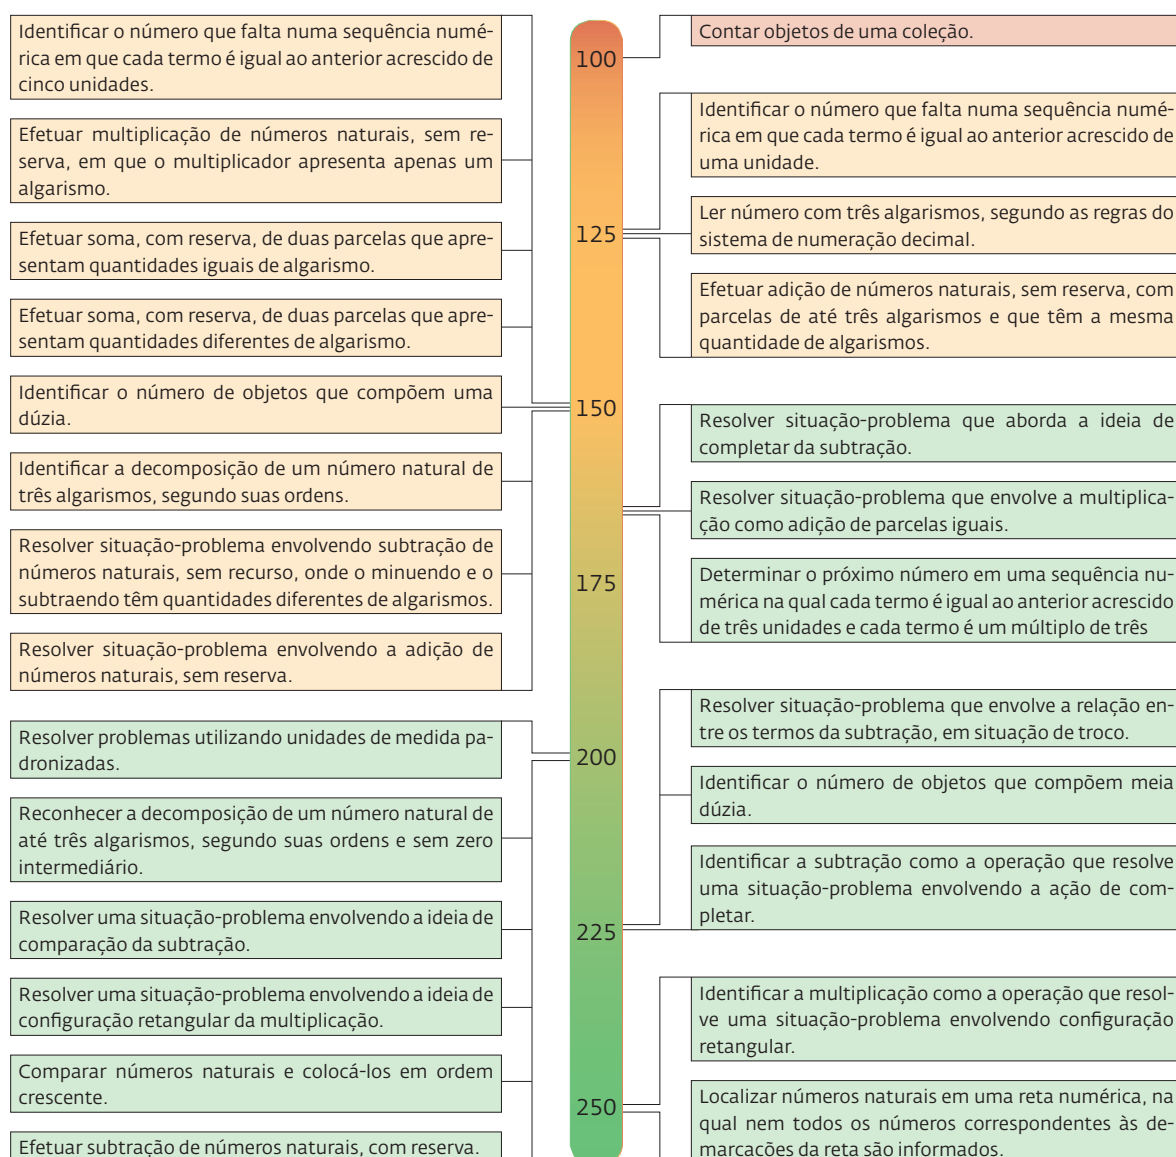 Identificar o número que falta numa sequência numé-
rica em que cada termo é igual ao anterior acrescido de
cinco unidades.
Efetuar multiplicação de números naturais, sem re-
serva, em que o multiplicador apresenta apenas um
algarismo.
Efetuar soma, com reserva, de duas parcelas que apre-
sentam quantidades iguais de algarismo.
Efetuar soma, com reserva, de duas parcelas que apre-
sentam quantidades diferentes de algarismo.
Identificar o número de objetos que compõem uma
dúzia.
Identificar a decomposição de um número natural de
três algarismos, segundo suas ordens.
Resolver situação-problema envolvendo subtração de
números naturais, sem recurso, onde o minuendo e o
subtraendo têm quantidades diferentes de algarismos.
Resolver situação-problema envolvendo a adição de
números naturais, sem reserva.
Resolver problemas utilizando unidades de medida pa-
dronizadas.
Reconhecer a decomposição de um número natural de
até três algarismos, segundo suas ordens e sem zero
intermediário.
Resolver uma situação-problema envolvendo a ideia de
comparação da subtração.
Resolver uma situação-problema envolvendo a ideia de
configuração retangular da multiplicação.
Comparar números naturais e colocá-los em ordem
crescente.
Efetuar subtração de números naturais, com reserva.
100
125
150
175
200
225
250
Contar objetos de uma coleção.
Identificar o número que falta numa sequência numé-
rica em que cada termo é igual ao anterior acrescido de
uma unidade.
Ler número com três algarismos, segundo as regras do
sistema de numeração decimal.
Efetuar adição de números naturais, sem reserva, com
parcelas de até três algarismos e que têm a mesma
quantidade de algarismos.
Resolver situação-problema que aborda a ideia de
completar da subtração.
Resolver situação-problema que envolve a multiplica-
ção como adição de parcelas iguais.
Determinar o próximo número em uma sequência nu-
mérica na qual cada termo é igual ao anterior acrescido
de três unidades e cada termo é um múltiplo de três
Resolver situação-problema que envolve a relação en-
tre os termos da subtração, em situação de troco.
Identificar o número de objetos que compõem meia
dúzia.
Identificar a subtração como a operação que resolve
uma situação-problema envolvendo a ação de com-
pletar.
Identificar a multiplicação como a operação que resol-
ve uma situação-problema envolvendo configuração
retangular.
Localizar números naturais em uma reta numérica, na
qual nem todos os números correspondentes às de-
marcações da reta são informados.